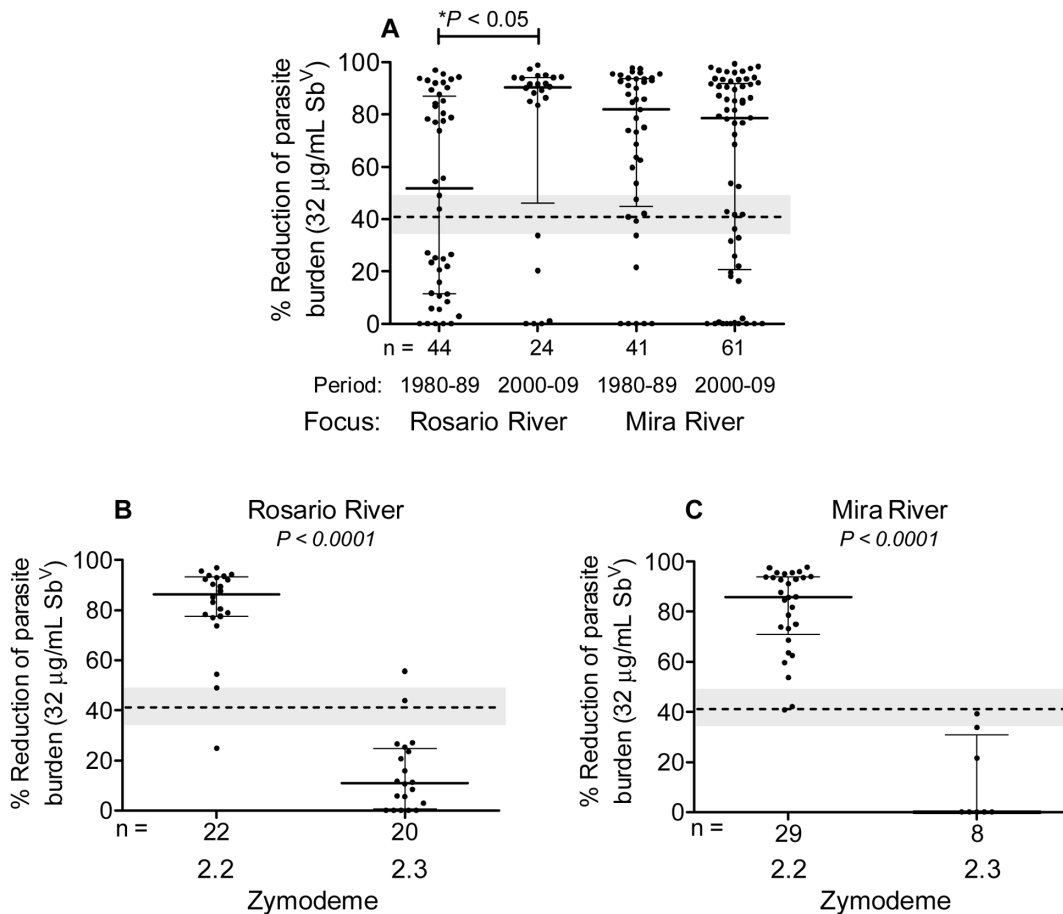 A
*P < 0.05
% Reduction of parasite
burden (32 µg/mL Sb^V)
100
80
60
40
20
0
n = 44 24 41 61
Period: 1980-89 2000-09 1980-89 2000-09
Focus: Rosario River Mira River
B
Rosario River
P < 0.0001
% Reduction of parasite
burden (32 µg/mL Sb^V)
100
80
60
40
20
0
n = 22 20
2.2 2.3
Zymodeme
C
Mira River
P < 0.0001
% Reduction of parasite
burden (32 µg/mL Sb^V)
100
80
60
40
20
0
n = 29 8
2.2 2.3
Zymodeme